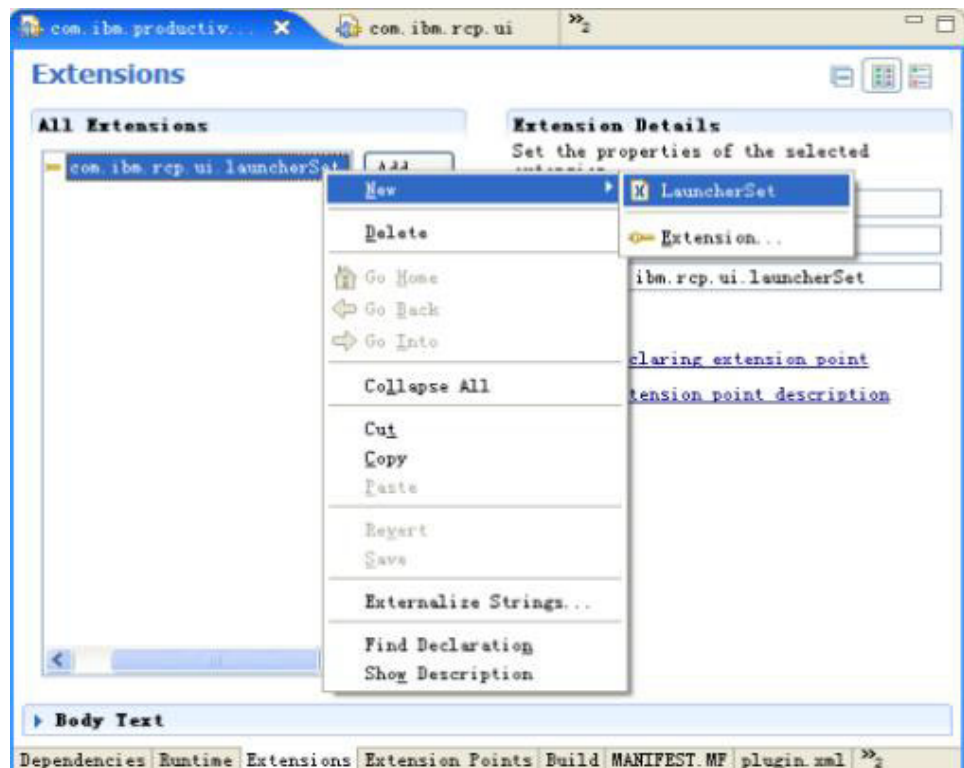 com.ibm.productiv...
com.ibm.rcp.ui
»2
Extensions
All Extensions
com.ibm.rcp.ui.launcherSet
Add...
Extension Details
Set the properties of the selected
ibm.rcp.ui.launcherSet
claring extension point
tension point description
New
Delete
Go Home
Go Back
Go Into
Collapse All
Cut
Copy
Paste
Revert
Save
Externalize Strings...
Find Declaration
Show Description
LauncherSet
Extension...
Body Text
Dependencies Runtime Extensions Extension Points Build MANIFEST.MF plugin.xml »2